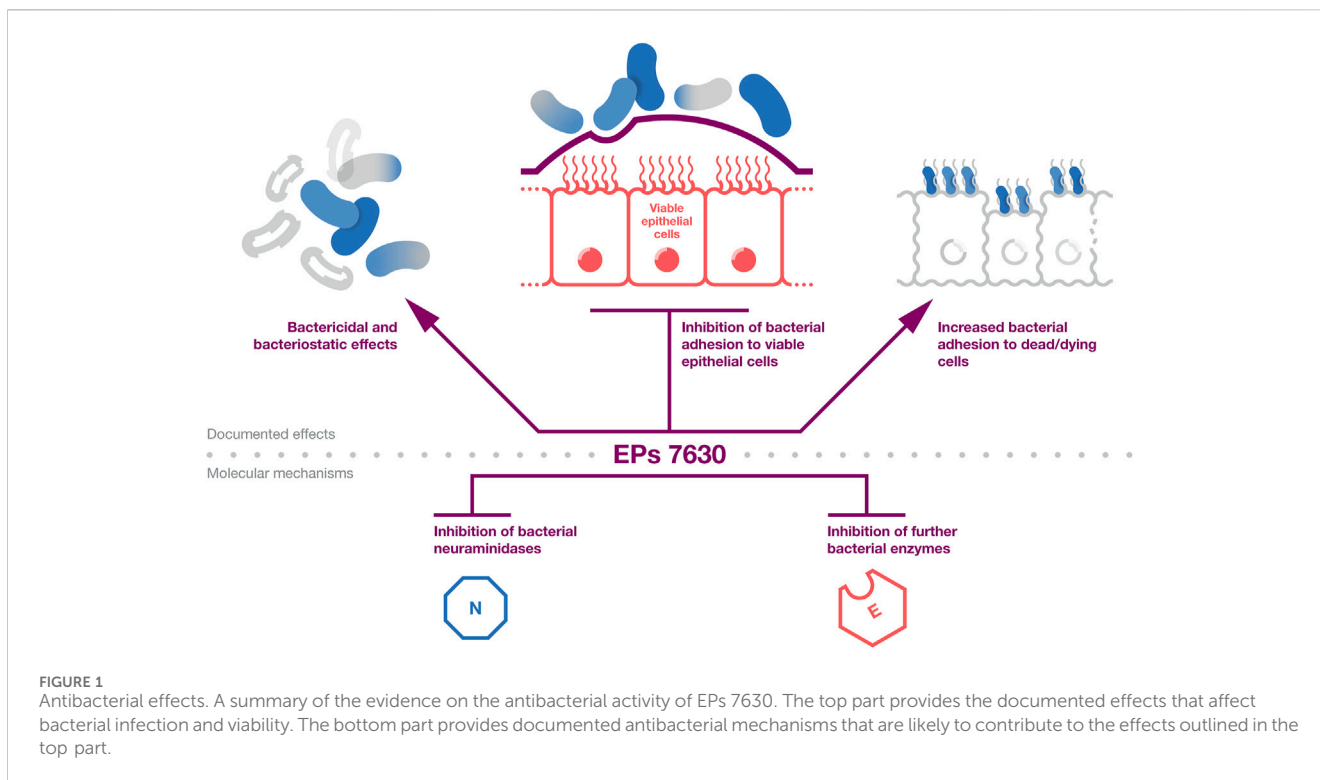 Viable
epithelial
cells
Bactericidal and
bacteriostatic effects
Inhibition of bacterial
adhesion to viable
epithelial cells
Increased bacterial
adhesion to dead/dying
cells
Documented effects
EPs 7630
Molecular mechanisms
Inhibition of bacterial
neuraminidases
Inhibition of further
bacterial enzymes
N
E
FIGURE 1
Antibacterial effects. A summary of the evidence on the antibacterial activity of EPs 7630. The top part provides the documented effects that affect
bacterial infection and viability. The bottom part provides documented antibacterial mechanisms that are likely to contribute to the effects outlined in the
top part.